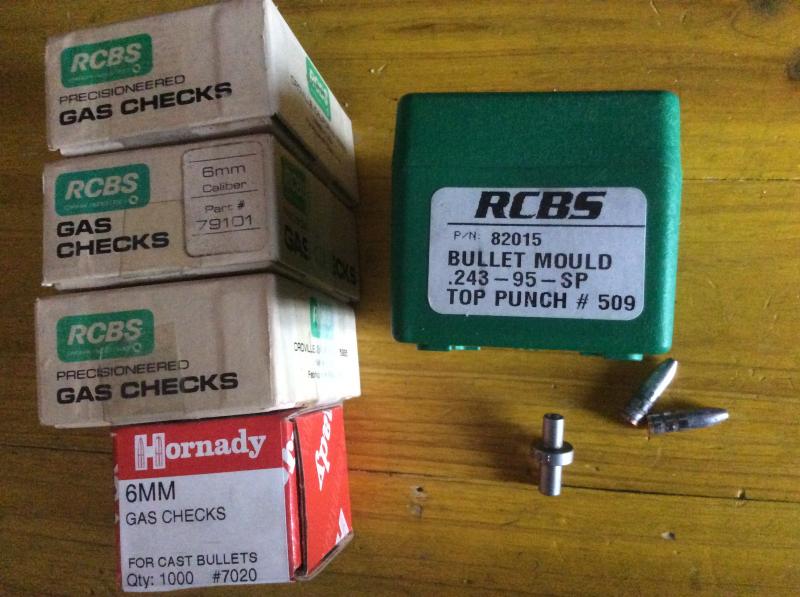 RCBS
PRECISIONEERED
GAS CHECKS
RCBS
GAS
CHECKS
6mm
Caliber
Part #
79101
RCBS
PRECISIONEERED
GAS CHECKS
Hornady
6MM
GAS CHECKS
FOR CAST BULLETS
Qty: 1000 #7020
RCBS
P/N: 82015
BULLET MOULD
.243-95-SP
TOP PUNCH # 509